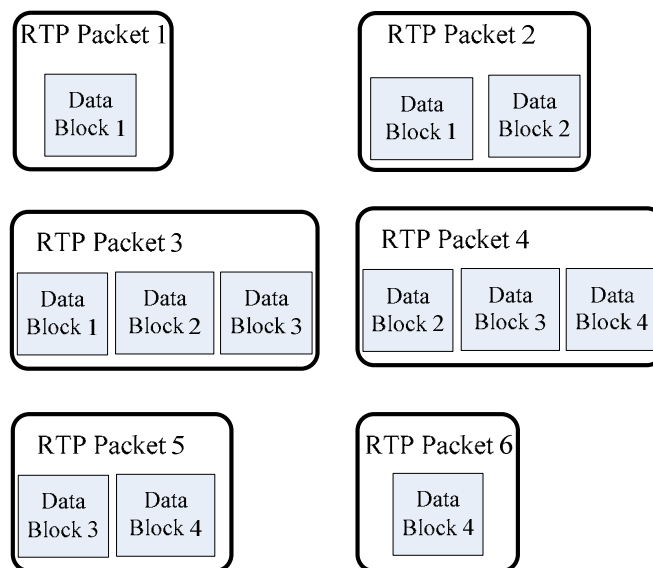 RTP Packet 1
Data
Block 1
RTP Packet 2
Data
Block 1
Data
Block 2
RTP Packet 3
Data
Block 1
Data
Block 2
Data
Block 3
RTP Packet 4
Data
Block 2
Data
Block 3
Data
Block 4
RTP Packet 5
Data
Block 3
Data
Block 4
RTP Packet 6
Data
Block 4